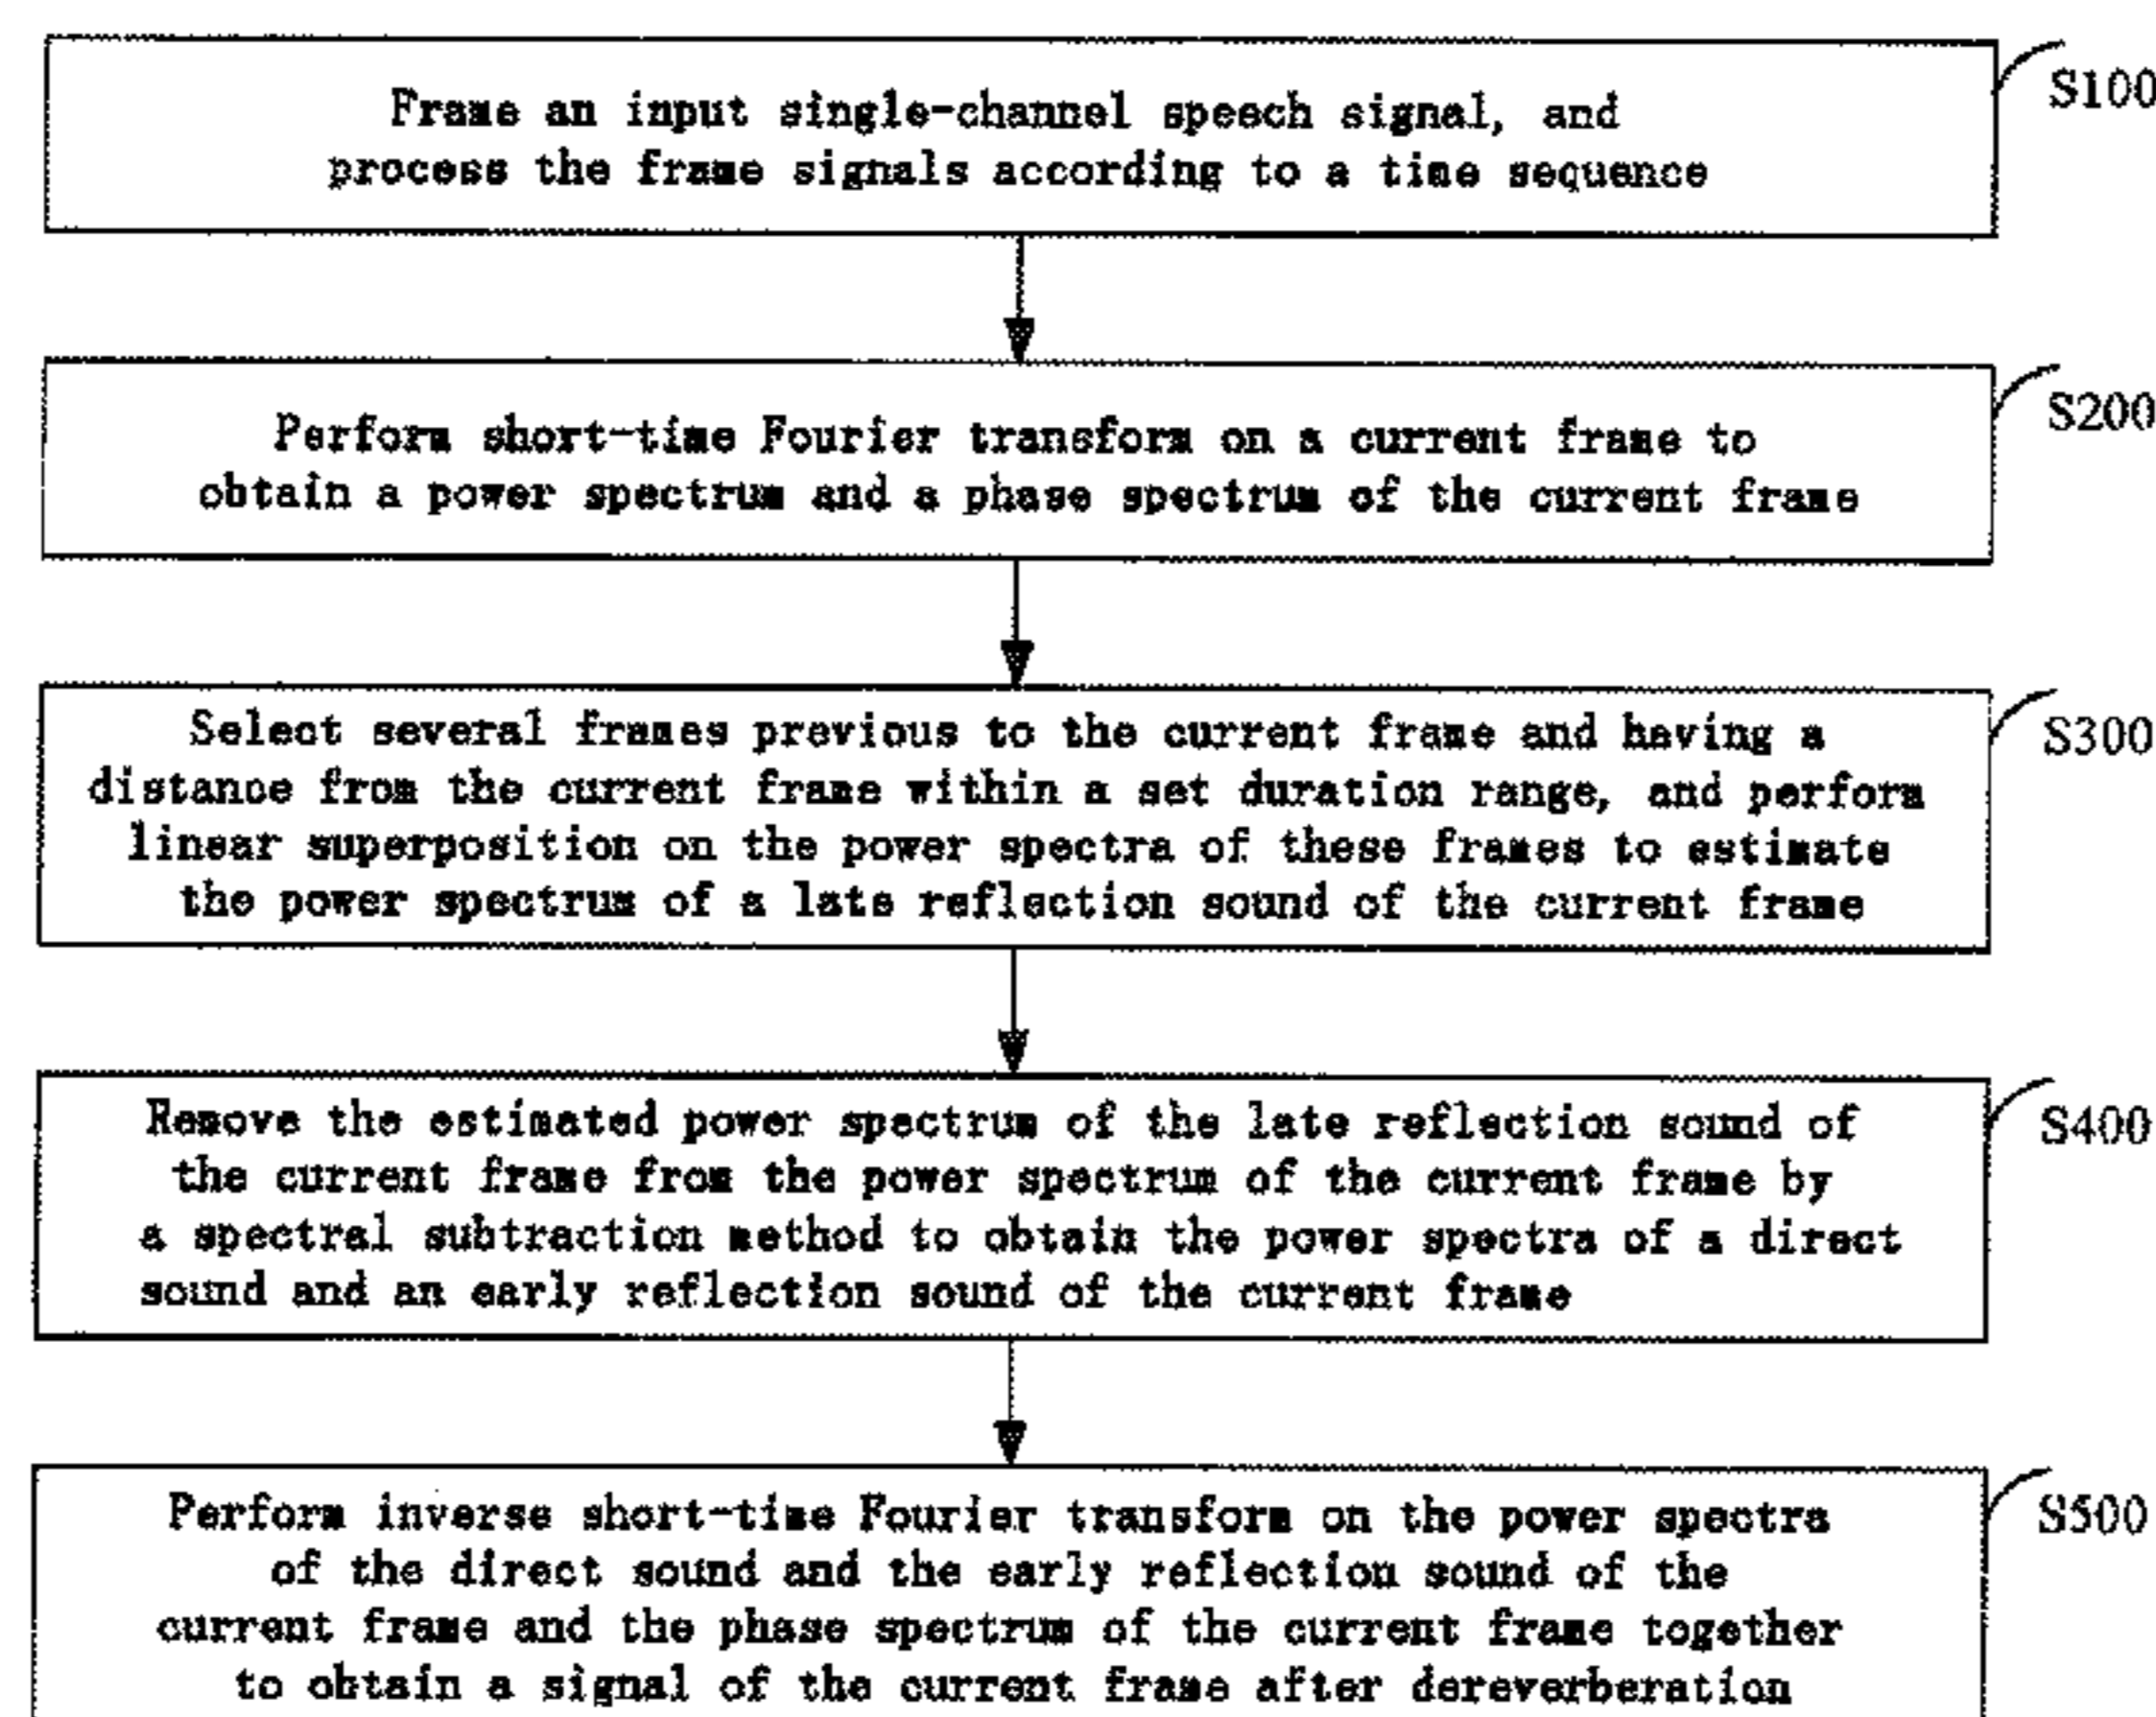 Frame an input single-channel speech signal, and
process the frame signals according to a time sequence
S100
Perform short-time Fourier transform on a current frame to
obtain a power spectrum and a phase spectrum of the current frame
S200
Select several frames previous to the current frame and having a
distance from the current frame within a set duration range, and perform
linear superposition on the power spectra of these frames to estimate
the power spectrum of a late reflection sound of the current frame
S300
Remove the estimated power spectrum of the late reflection sound of
the current frame from the power spectrum of the current frame by
a spectral subtraction method to obtain the power spectra of a direct
sound and an early reflection sound of the current frame
S400
Perform inverse short-time Fourier transform on the power spectra
of the direct sound and the early reflection sound of the
current frame and the phase spectrum of the current frame together
to obtain a signal of the current frame after dereverberation
S500